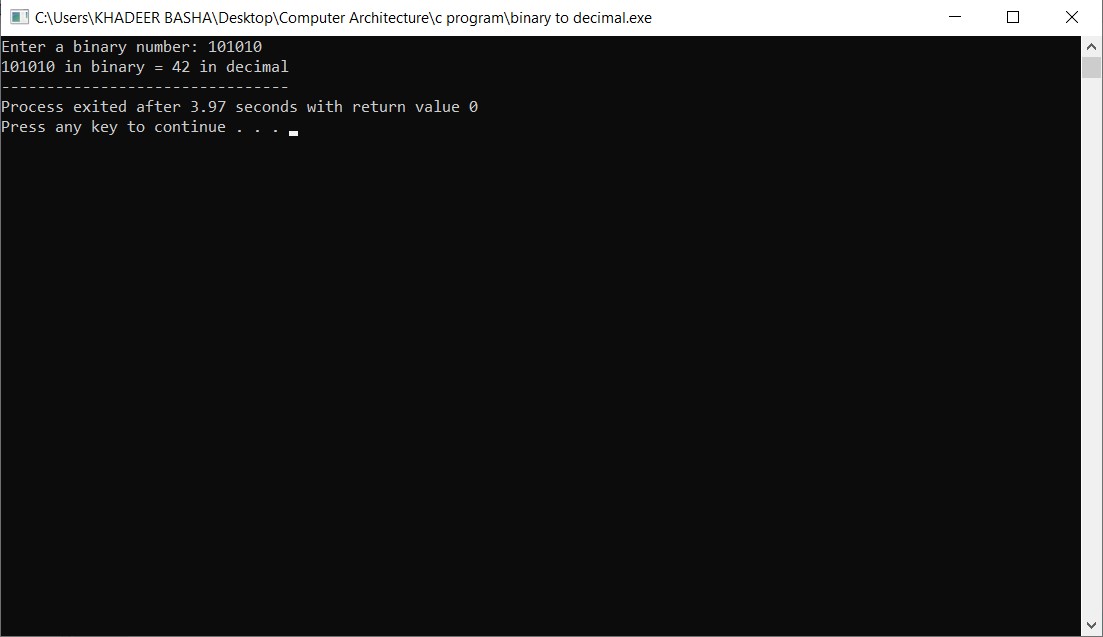 C:\Users\KHADEER BASHA\Desktop\Computer Architecture\c program\binary to decimal.exe
Enter a binary number: 101010
101010 in binary = 42 in decimal
--------------------------------
Process exited after 3.97 seconds with return value 0
Press any key to continue . . .